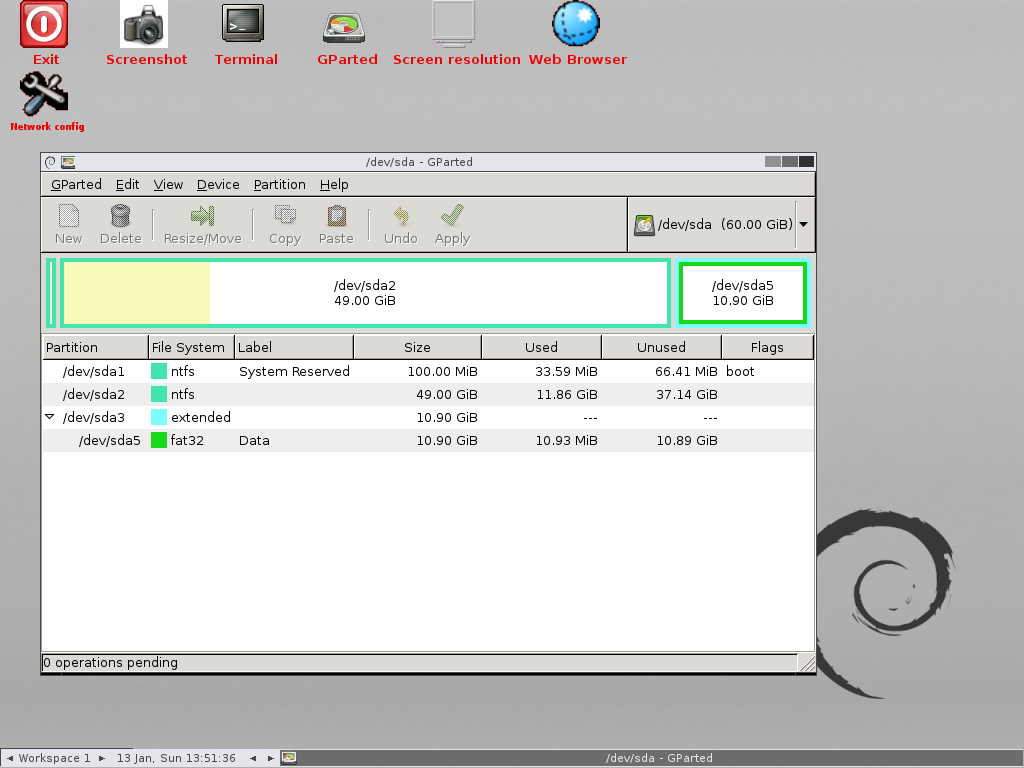 Exit Screenshot Terminal GParted Screen resolution Web Browser
Network config
/dev/sda - GParted
GParted Edit View Device Partition Help
New Delete Resize/Move Copy Paste Undo Apply /dev/sda (60.00 GiB)
/dev/sda2 /dev/sda5
49.00 GiB 10.90 GiB
Partition File System Label Size Used Unused Flags
/dev/sda1 ntfs System Reserved 100.00 MiB 33.59 MiB 66.41 MiB boot
/dev/sda2 ntfs 49.00 GiB 11.86 GiB 37.14 GiB
/dev/sda3 extended 10.90 GiB --- ---
/dev/sda5 fat32 Data 10.90 GiB 10.93 MiB 10.89 GiB
0 operations pending
Workspace 1 13 Jan, Sun 13:51:36 /dev/sda - GParted